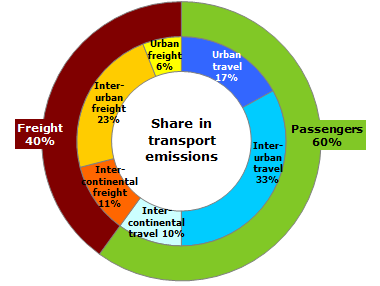 Urban
freight
6%
Urban
travel
17%
Inter-
urban
freight
23%
Share in
transport
emissions
Freight
40%
Passengers
60%
Inter-
urban
travel
33%
Inter-
continental
freight
11%
Inter-
continental
travel 10%